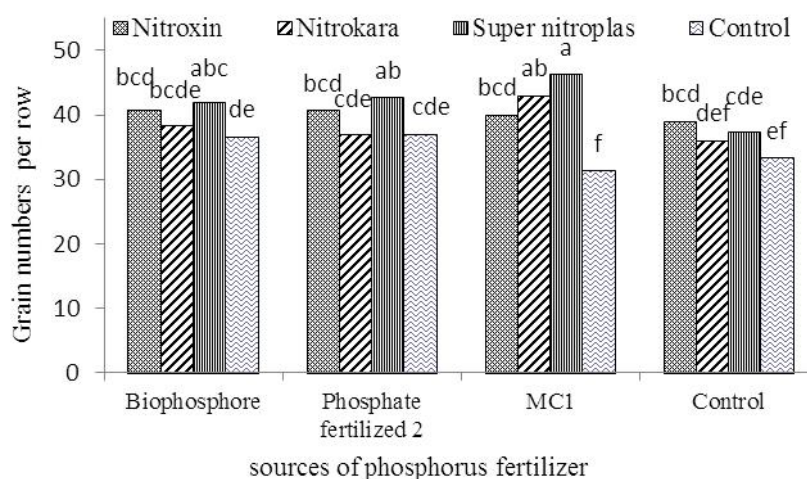 Nitroxin Nitrokara Super nitroplas Control
Grain numbers per row
50
40
30
20
10
0
bcd bcde abc de
bcd cde ab cde
bcd ab a f
bcd def cde ef
Biophosphore
Phosphate
fertilized 2
MC1
Control
sources of phosphorus fertilizer